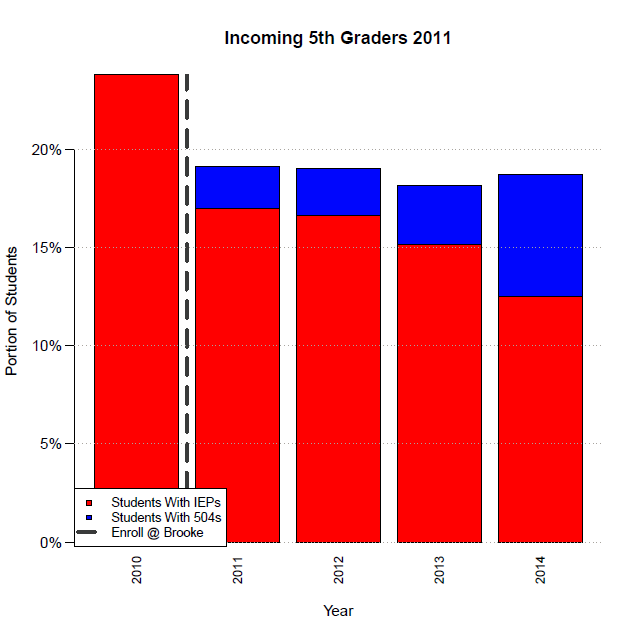 Incoming 5th Graders 2011
Portion of Students
20%
15%
10%
5%
0%
Students With IEPs
Students With 504s
Enroll @ Brooke
2010
2011
2012
2013
2014
Year